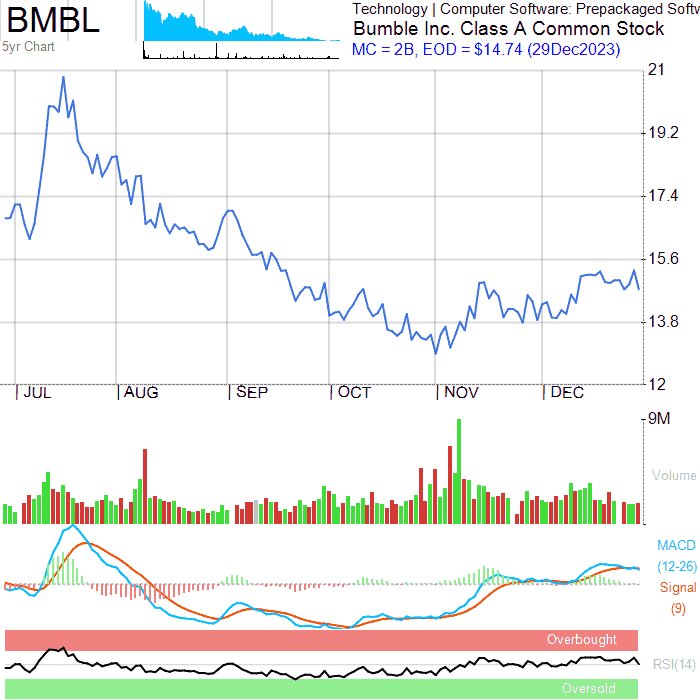 BMBL
5yr Chart
Technology | Computer Software: Prepackaged Softw
Bumble Inc. Class A Common Stock
MC = 2B, EOD = $14.74 (29Dec2023)
21
19.2
17.4
15.6
13.8
12
JUL AUG SEP OCT NOV DEC
9M
Volume
MACD
(12-26)
Signal
(9)
Overbought
RSI(14)
Oversold